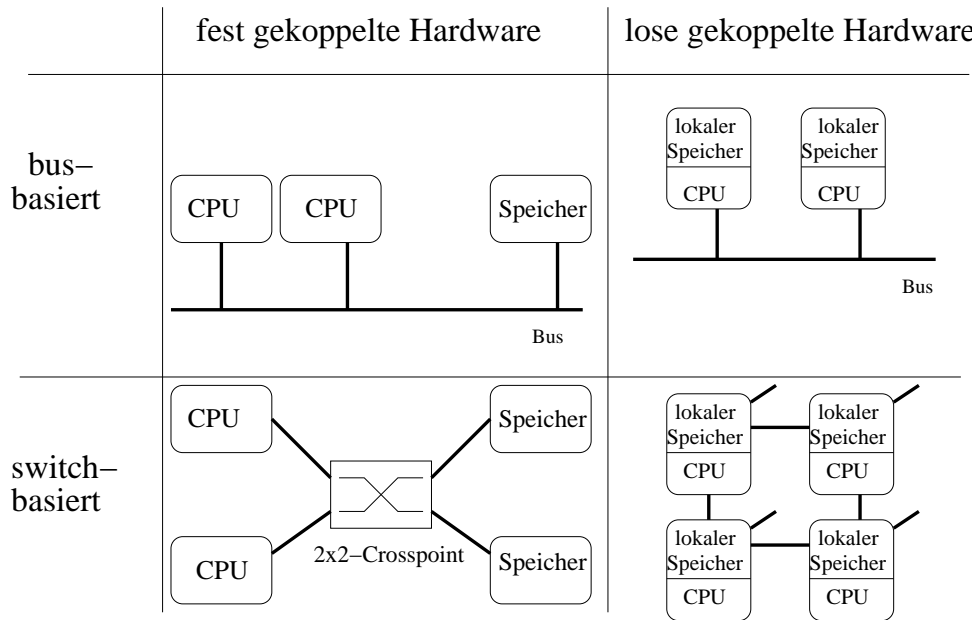 fest gekoppelte Hardware
lose gekoppelte Hardware
bus–
basiert
CPU
CPU
Speicher
Bus
lokaler
Speicher
CPU
lokaler
Speicher
CPU
Bus
switch–
basiert
CPU
Speicher
CPU
Speicher
2x2–Crosspoint
lokaler
Speicher
CPU
lokaler
Speicher
CPU
lokaler
Speicher
CPU
lokaler
Speicher
CPU